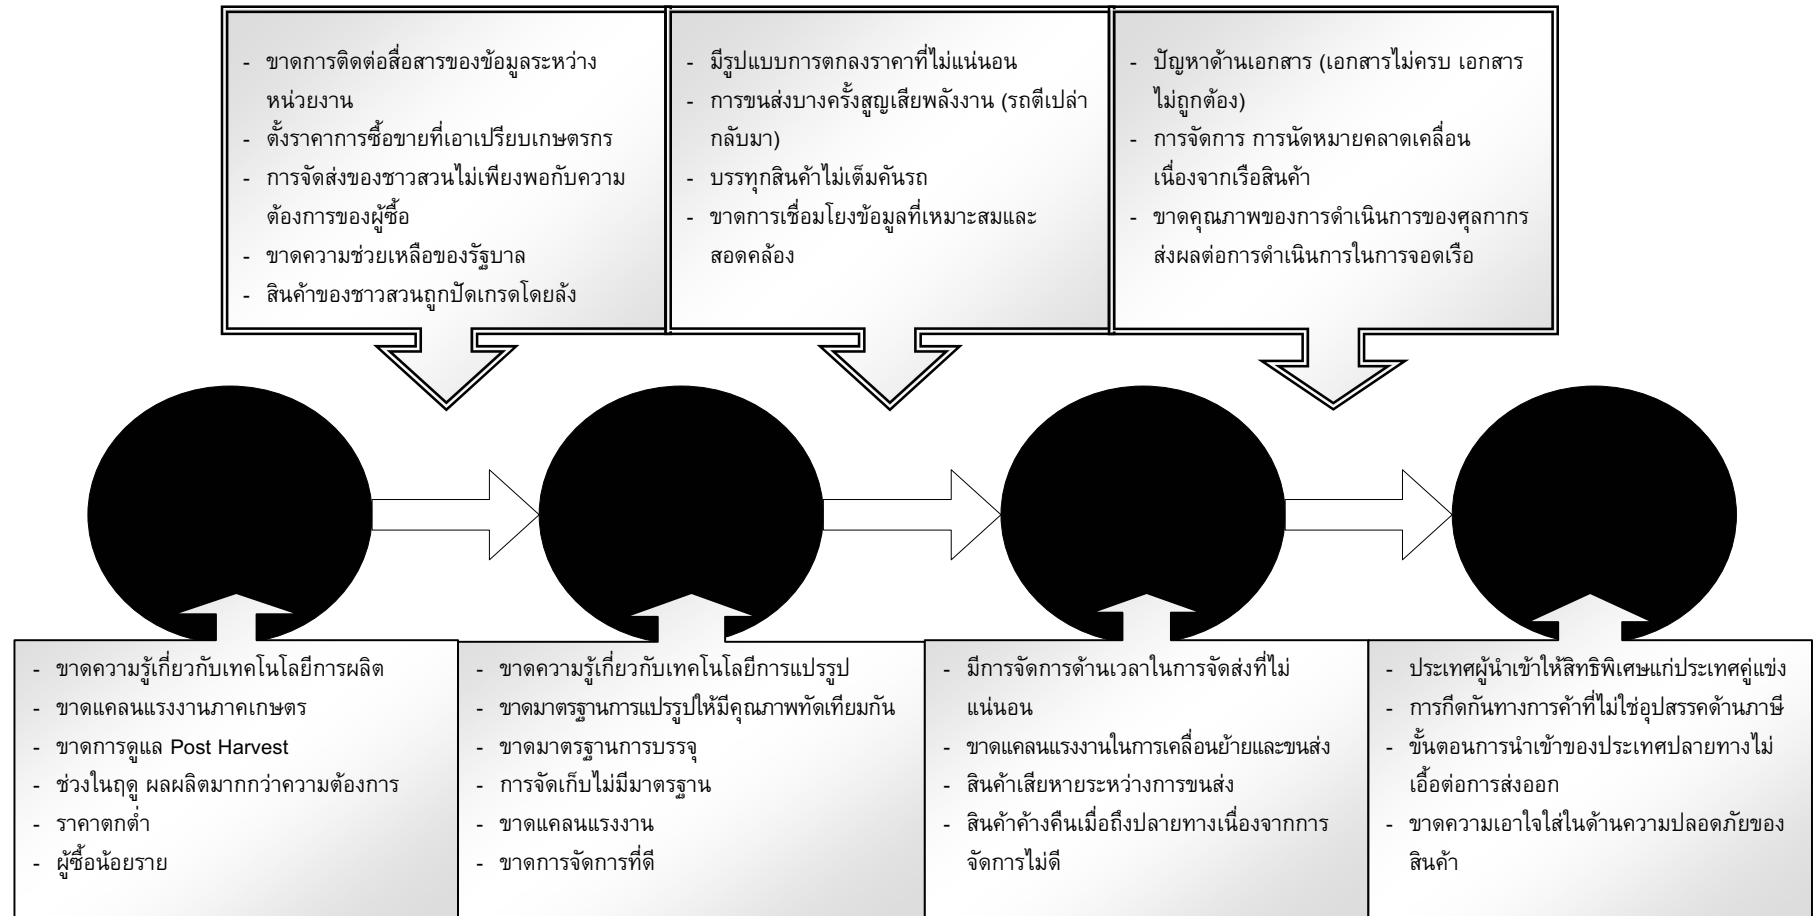 - ขาดการติดต่อสื่อสารของข้อมูลระหว่าง
หน่วยงาน
- ตั้งราคาการซื้อขายที่เอาเปรียบเกษตรกร
- การจัดส่งของชาวสวนไม่เพียงพอกับความ
ต้องการของผู้ซื้อ
- ขาดความช่วยเหลือของรัฐบาล
- สินค้าของชาวสวนถูกปัดเกรดโดยล้ง
- มีรูปแบบการตกลงราคาที่ไม่แน่นอน
- การขนส่งบางครั้งสูญเสียพลังงาน (รถตีเปล่า
กลับมา)
- บรรทุกสินค้าไม่เต็มคันรถ
- ขาดการเชื่อมโยงข้อมูลที่เหมาะสมและ
สอดคล้อง
- ปัญหาด้านเอกสาร (เอกสารไม่ครบ เอกสาร
ไม่ถูกต้อง)
- การจัดการ การนัดหมายคลาดเคลื่อน
เนื่องจากเรือสินค้า
- ขาดคุณภาพของการดำเนินการของศุลกากร
ส่งผลต่อการดำเนินการในการจอดเรือ
- ขาดความรู้เกี่ยวกับเทคโนโลยีการผลิต
- ขาดแคลนแรงงานภาคเกษตร
- ขาดการดูแล Post Harvest
- ช่วงในฤดู ผลผลิตมากกว่าความต้องการ
- ราคาตกต่ำ
- ผู้ซื้อน้อยราย
- ขาดความรู้เกี่ยวกับเทคโนโลยีการแปรรูป
- ขาดมาตรฐานการแปรรูปให้มีคุณภาพทัดเทียมกัน
- ขาดมาตรฐานการบรรจุ
- การจัดเก็บไม่มีมาตรฐาน
- ขาดแคลนแรงงาน
- ขาดการจัดการที่ดี
- มีการจัดการด้านเวลาในการจัดส่งที่ไม่
แน่นอน
- ขาดแคลนแรงงานในการเคลื่อนย้ายและขนส่ง
- สินค้าเสียหายระหว่างการขนส่ง
- สินค้าค้างคืนเมื่อถึงปลายทางเนื่องจากการ
จัดการไม่ดี
- ประเทศผู้นำเข้าให้สิทธิพิเศษแก่ประเทศคู่แข่ง
- การกีดกันทางการค้าที่ไม่ใช่อุปสรรคด้านภาษี
- ขั้นตอนการนำเข้าของประเทศปลายทางไม่
เอื้อต่อการส่งออก
- ขาดความเอาใจใส่ในด้านความปลอดภัยของ
สินค้า